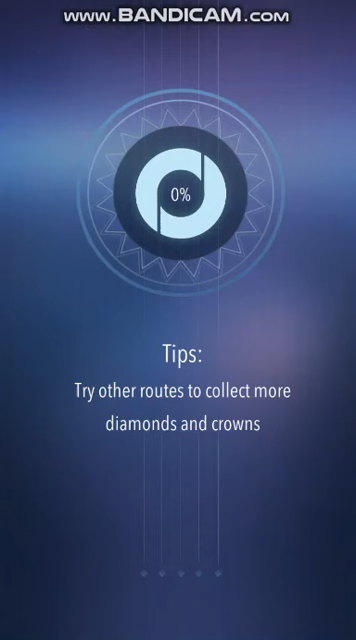 www.BANDICAM.com
0%
Tips:
Try other routes to collect more
diamonds and crowns